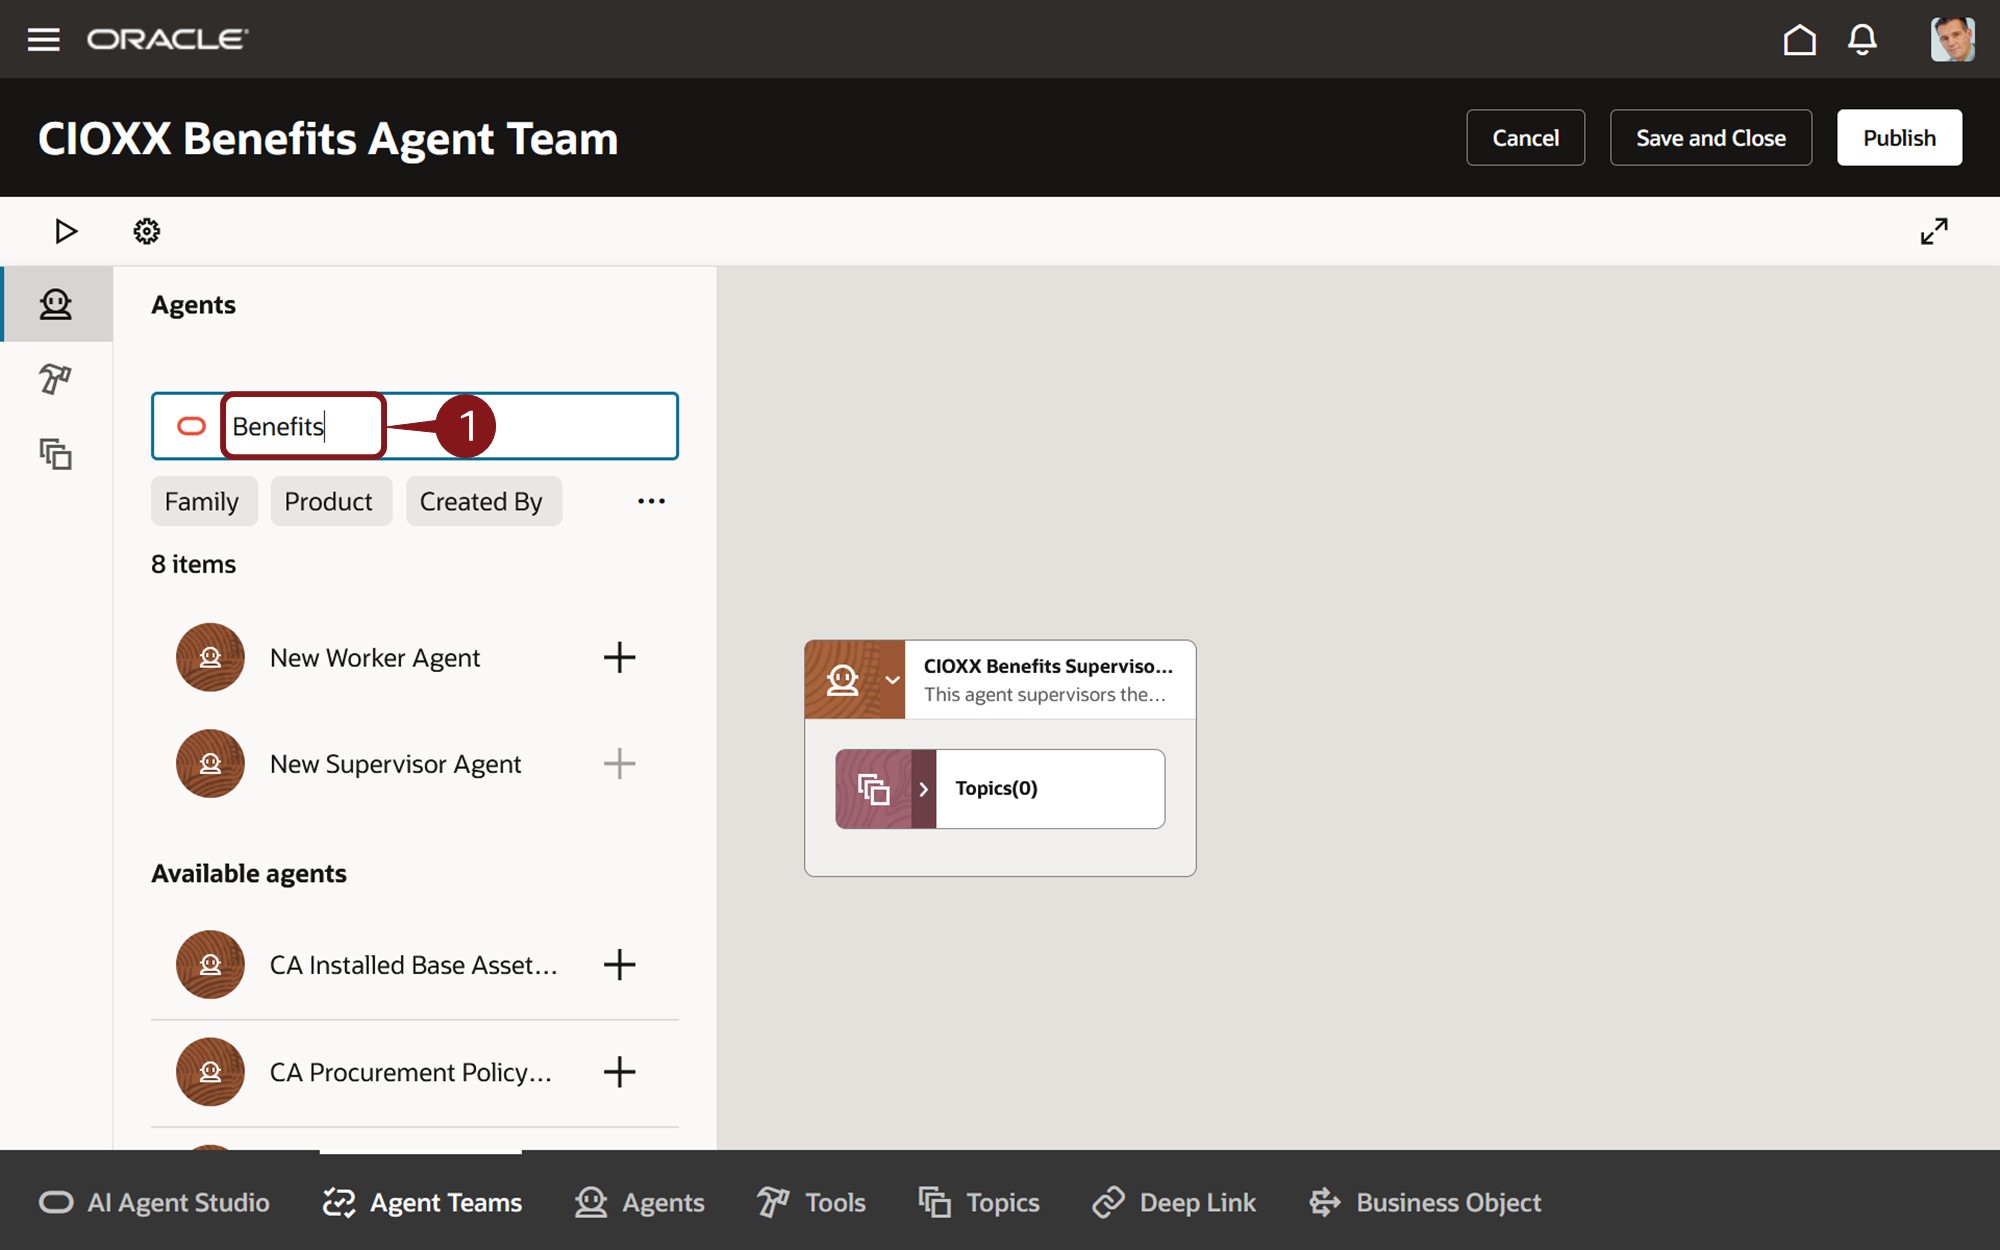 ORACLE
CIOXX Benefits Agent Team
Cancel
Save and Close
Publish
Agents
Benefits
1
Family
Product
Created By
...
8 items
New Worker Agent
New Supervisor Agent
Available agents
CA Installed Base Asset...
CA Procurement Policy...
CIOXX Benefits Superviso...
This agent supervisors the...
Topics(0)
AI Agent Studio
Agent Teams
Agents
Tools
Topics
Deep Link
Business Object